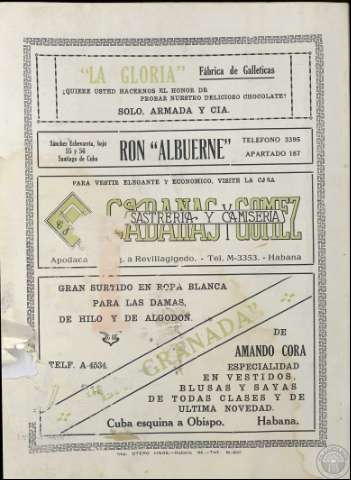 "LA GLORIA" Fábrica de Galleticas
¡QUIERE USTED HACERNOS EL HONOR DE
PROBAR NUESTRO DELICIOSO CHOCOLATE!
SOLO, ARMADA Y CIA.
Sánchez Echevarría, bajo
55 y 56
Santiago de Cuba
RON "ALBUERNE"
TELEFONO 3395
APARTADO 187
PARA VESTIR ELEGANTE Y ECONOMICO, VISITE LA CASA
CABANAS Y GOMEZ
SASTRERIA Y CAMISERIA
Apodaca a Revillagigedo. - Tel. M-3353. - Habana
GRAN SURTIDO EN ROPA BLANCA
PARA LAS DAMAS,
DE HILO Y DE ALGODON.
TELF. A-4534.
GRANADA"
DE
AMANDO CORA
ESPECIALIDAD
EN VESTIDOS,
BLUSAS Y SAYAS
DE TODAS CLASES Y DE
ULTIMA NOVEDAD.
Cuba esquina a Obispo. Habana.